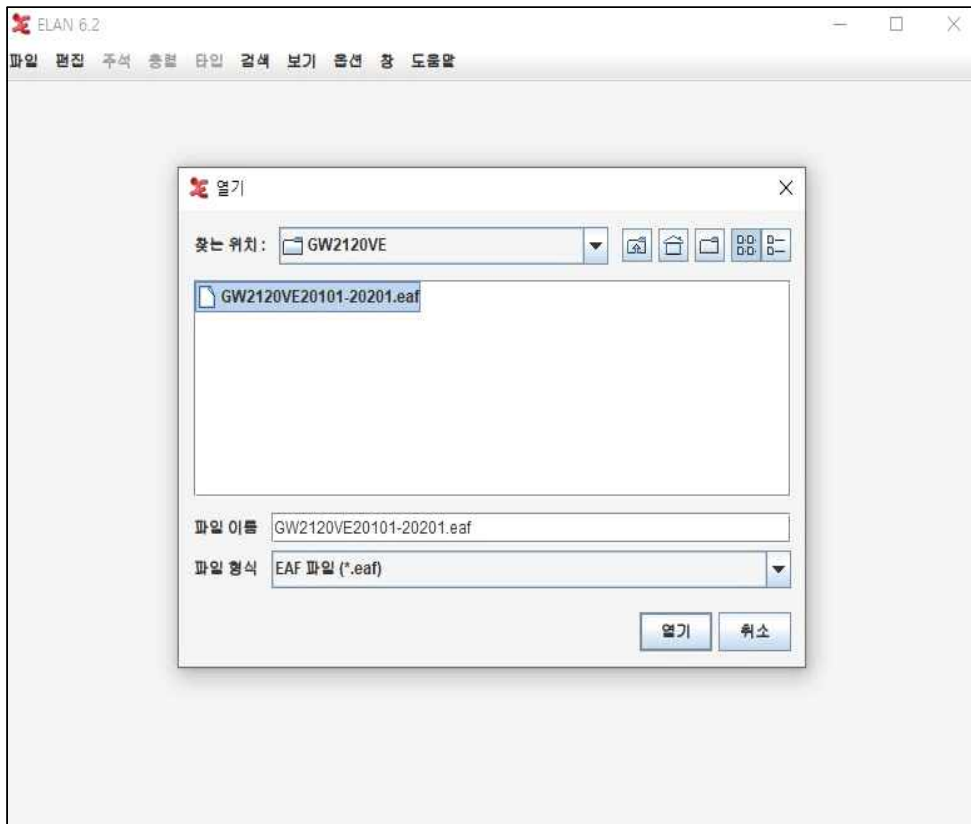 ELAN 6.2
파일 편집 주석 층렬 타입 검색 보기 옵션 창 도움말
열기
찾는 위치 : GW2120VE
GW2120VE20101-20201.eaf
파일 이름 GW2120VE20101-20201.eaf
파일 형식 EAF 파일 (*.eaf)
열기 취소